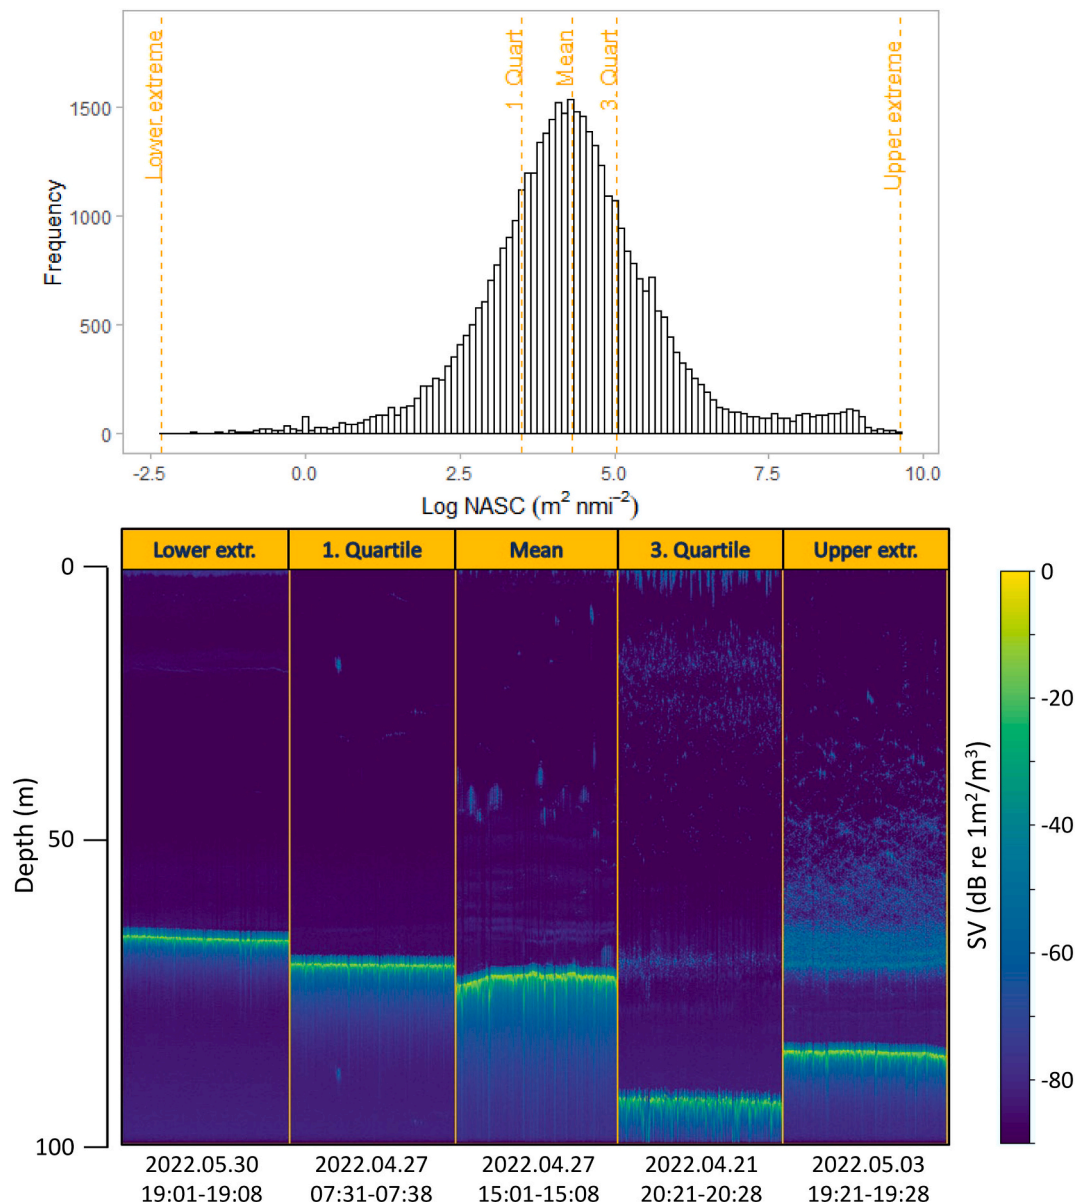 Lower extreme
1. Quart
Mean
3. Quart
Upper extreme
Frequency
1500
1000
500
0
-2.5
0.0
2.5
5.0
7.5
10.0
Log NASC (m² nmi⁻²)
Lower extr.
1. Quartile
Mean
3. Quartile
Upper extr.
Depth (m)
0
50
100
0
-20
-40
-60
-80
SV (dB re 1m²/m³)
2022.05.30
19:01-19:08
2022.04.27
07:31-07:38
2022.04.27
15:01-15:08
2022.04.21
20:21-20:28
2022.05.03
19:21-19:28